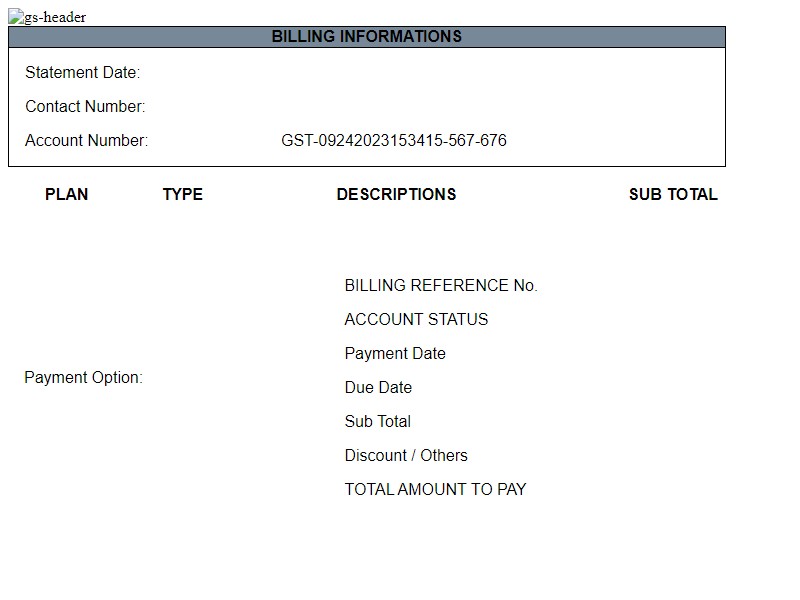 gs-header
BILLING INFORMATIONS
Statement Date:
Contact Number:
Account Number: GST-09242023153415-567-676
PLAN TYPE DESCRIPTIONS SUB TOTAL
BILLING REFERENCE No.
ACCOUNT STATUS
Payment Date
Payment Option:
Due Date
Sub Total
Discount / Others
TOTAL AMOUNT TO PAY